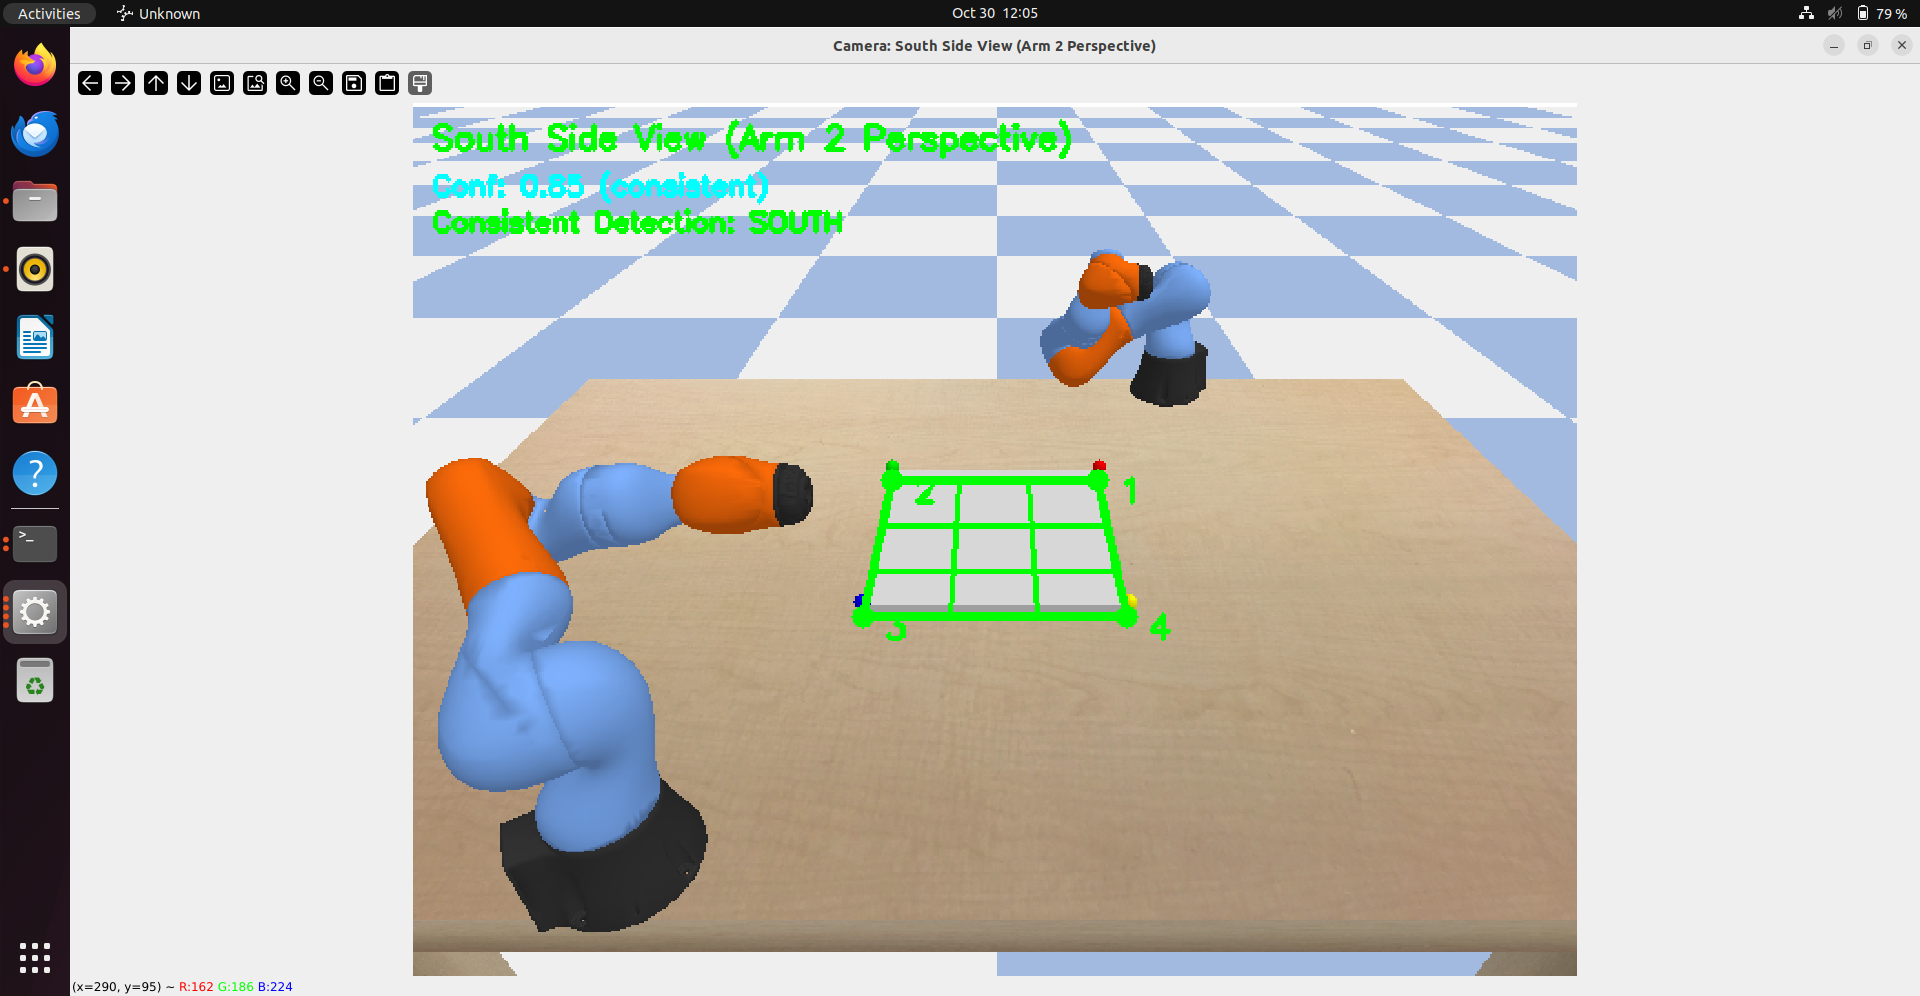 Activities
Unknown
Oct 30 12:05
79 %
Camera: South Side View (Arm 2 Perspective)
South Side View (Arm 2 Perspective)
Conf: 0.85 (consistent)
Consistent Detection: SOUTH
2
1
3
4
(x=290, y=95) ~ R:162 G:186 B:224